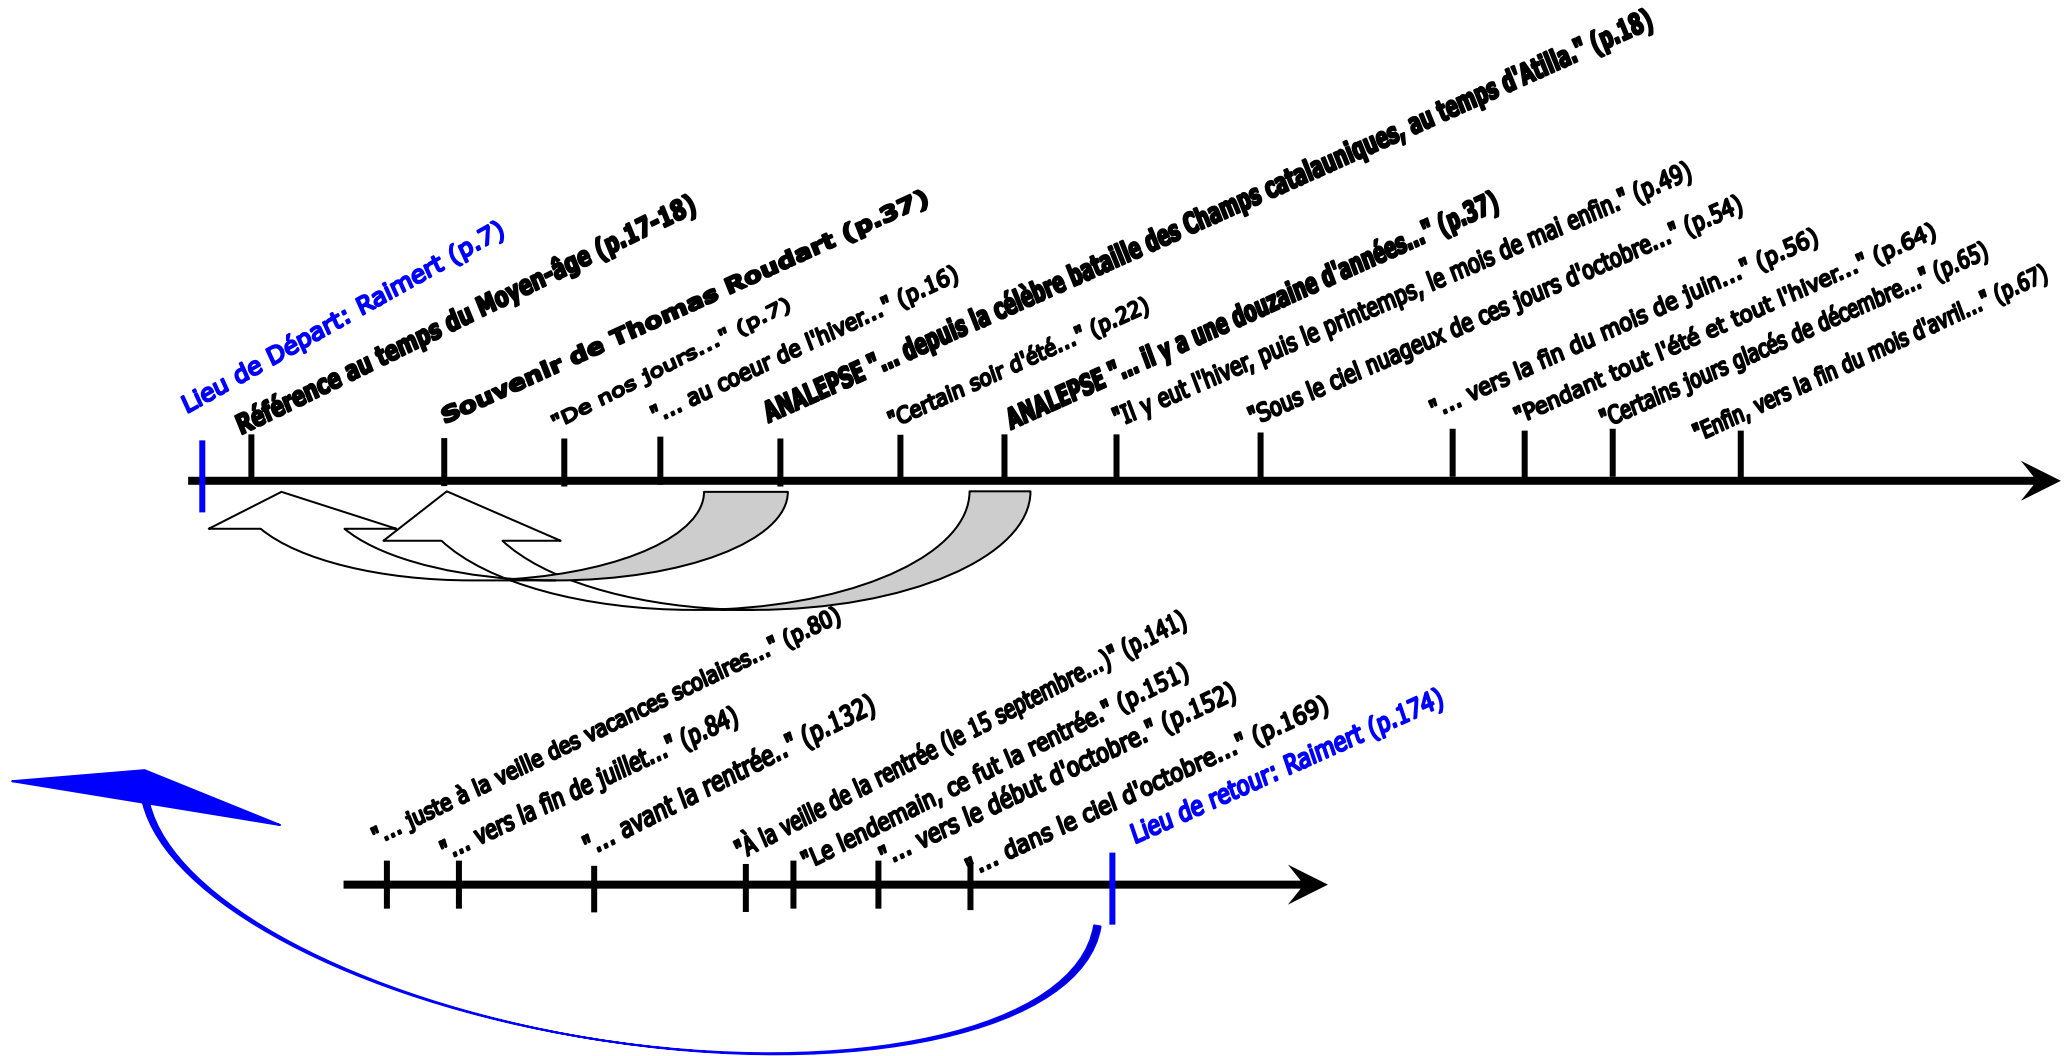 Lieu de Départ: Raimert (p.7)
Référence au temps du Moyen-âge (p.17-18)
Souvenir de Thomas Roudart (p.37)
"De nos jours..." (p.7)
"... au coeur de l'hiver..." (p.16)
ANALEPSE "... depuis la célèbre bataille des Champs catalauniques, au temps d'Atilla." (p.18)
"Certain soir d'été..." (p.22)
ANALEPSE "... il y a une douzaine d'années..." (p.37)
"Il y eut l'hiver, puis le printemps, le mois de mai enfin." (p.49)
"Sous le ciel nuageux de ces jours d'octobre..." (p.54)
"... vers la fin du mois de juin..." (p.56)
"Pendant tout l'été et tout l'hiver..." (p.64)
"Certains jours glacés de décembre..." (p.65)
"Enfin, vers la fin du mois d'avril..." (p.67)
"... juste à la veille des vacances scolaires..." (p.80)
"... vers la fin de juillet..." (p.84)
"... avant la rentrée.." (p.132)
"À la veille de la rentrée (le 15 septembre...)" (p.141)
"Le lendemain, ce fut la rentrée." (p.151)
"... vers le début d'octobre." (p.152)
"... dans le ciel d'octobre..." (p.169)
Lieu de retour: Raimert (p.174)